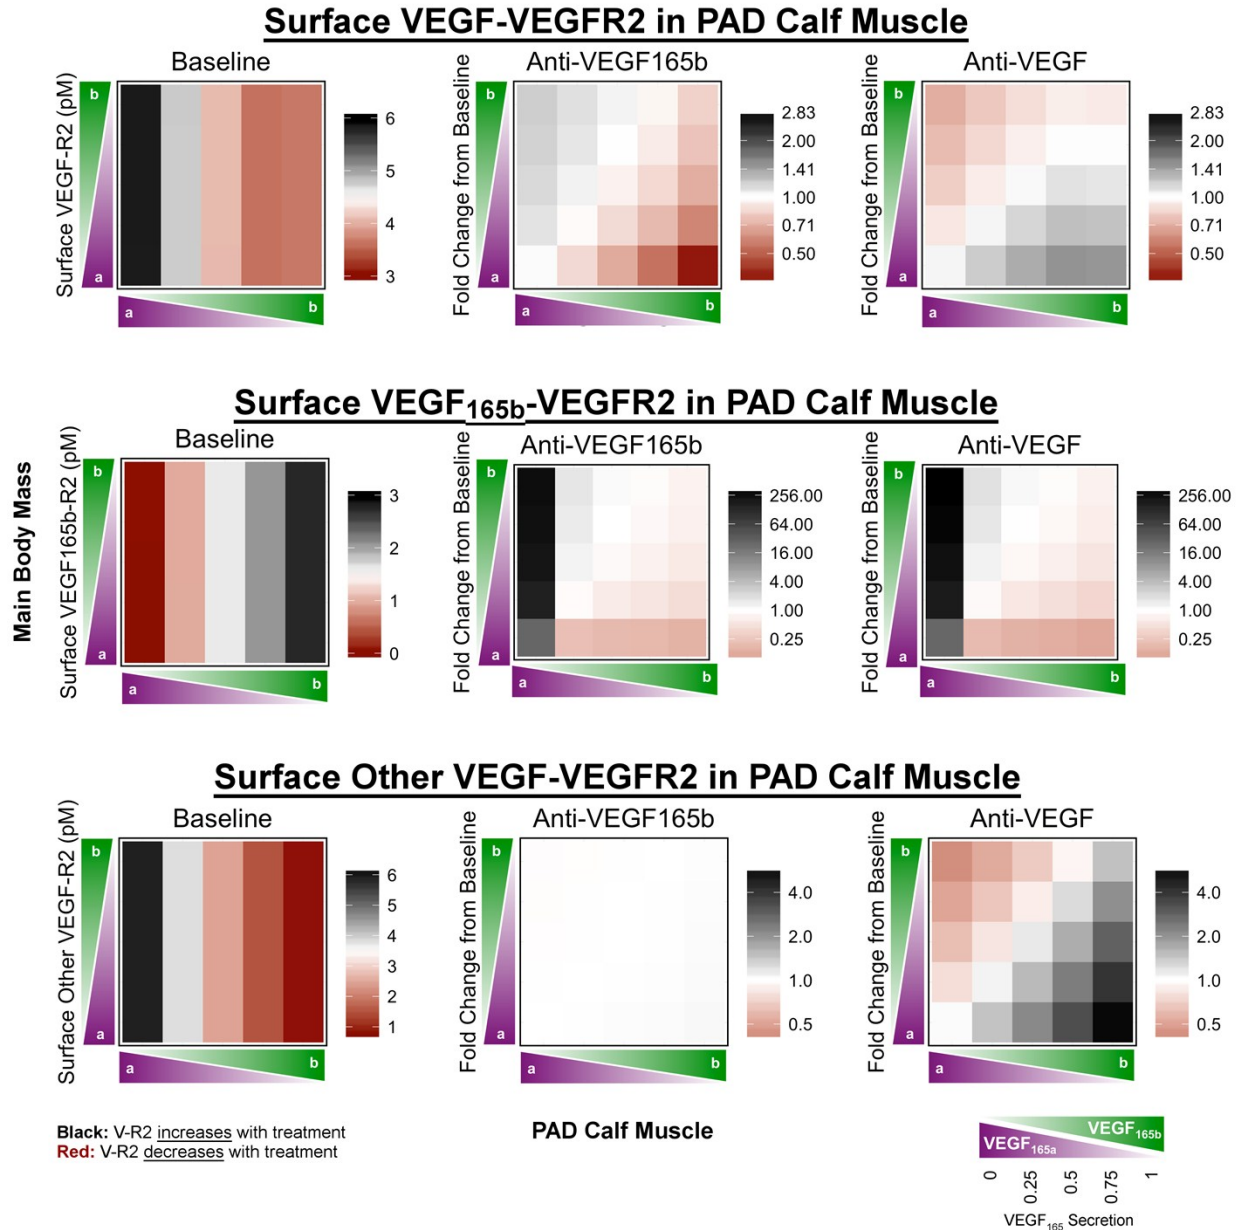 Surface VEGF-VEGFR2 in PAD Calf Muscle
Baseline
Anti-VEGF165b
Anti-VEGF
Surface VEGF-R2 (pM)
b
a
a
b
6
5
4
3
Fold Change from Baseline
b
a
a
b
2.83
2.00
1.41
1.00
0.71
0.50
Fold Change from Baseline
b
a
a
b
2.83
2.00
1.41
1.00
0.71
0.50
Surface VEGF165b-VEGFR2 in PAD Calf Muscle
Main Body Mass
Baseline
Anti-VEGF165b
Anti-VEGF
Surface VEGF165b-R2 (pM)
b
a
a
b
3
2
1
0
Fold Change from Baseline
b
a
a
b
256.00
64.00
16.00
4.00
1.00
0.25
Fold Change from Baseline
b
a
a
b
256.00
64.00
16.00
4.00
1.00
0.25
Surface Other VEGF-VEGFR2 in PAD Calf Muscle
Baseline
Anti-VEGF165b
Anti-VEGF
Surface Other VEGF-R2 (pM)
b
a
a
b
6
5
4
3
2
1
Fold Change from Baseline
b
a
a
b
4.0
2.0
1.0
0.5
Fold Change from Baseline
b
a
a
b
4.0
2.0
1.0
0.5
Black: V-R2 increases with treatment
Red: V-R2 decreases with treatment
PAD Calf Muscle
VEGF165b
VEGF165a
0
0.25
0.5
0.75
1
VEGF165 Secretion